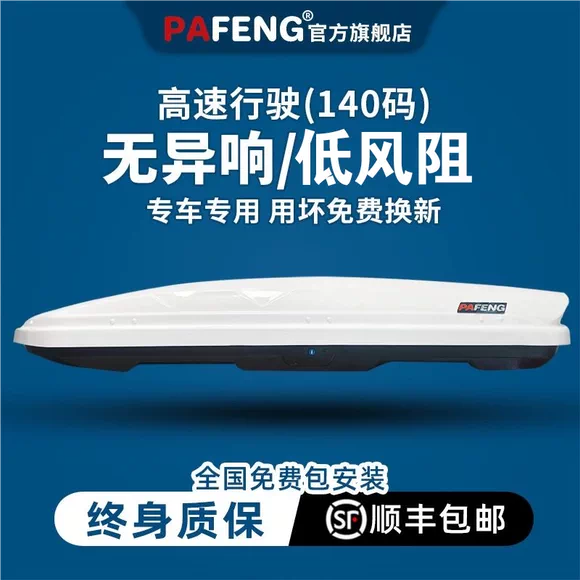 PAFENG® 官方旗舰店
高速行驶(140码)
无异响/低风阻
专车专用 用坏免费换新
PAFENG
全国免费包安装
终身质保
SF 顺丰包邮